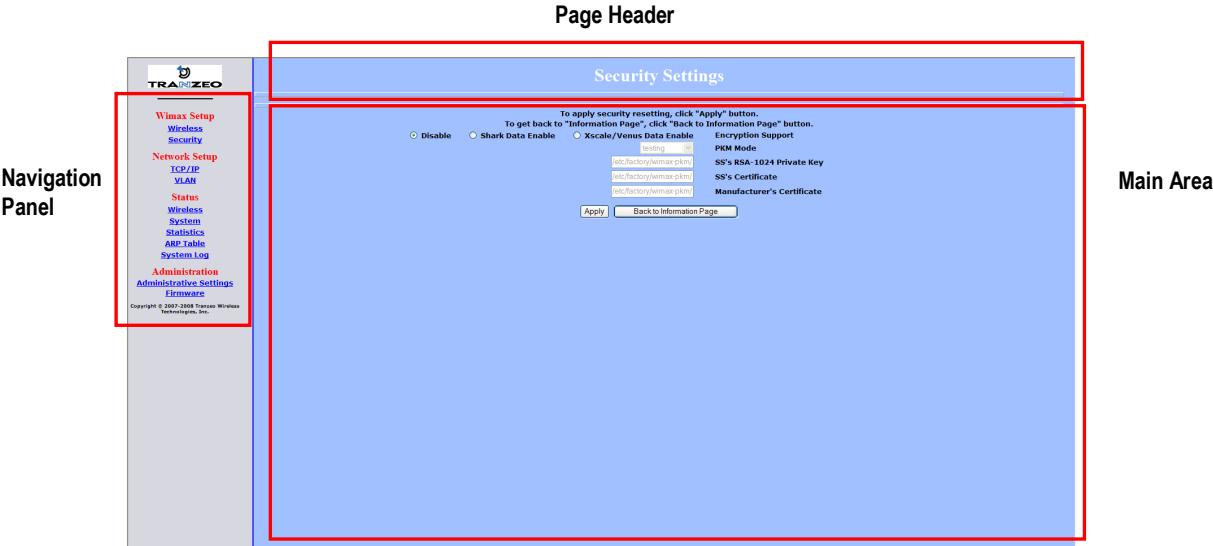 Page Header
TRANZEO
Security Settings
Wimax Setup
Wireless
Security
Network Setup
TCP/IP
VLAN
Status
Wireless
System
Statistics
ARP Table
System Log
Administration
Administrative Settings
Firmware
Copyright © 2007-2008 Tranzeo Wireless
Technologies, Inc.
Navigation
Panel
To apply security resetting, click "Apply" button.
To get back to "Information Page", click "Back to Information Page" button.
Disable Shark Data Enable Xscale/Venus Data Enable Encryption Support
testing PKM Mode
/etc/factory/wimax-pkm/ SS's RSA-1024 Private Key
/etc/factory/wimax-pkm/ SS's Certificate
/etc/factory/wimax-pkm/ Manufacturer's Certificate
Apply Back to Information Page
Main Area